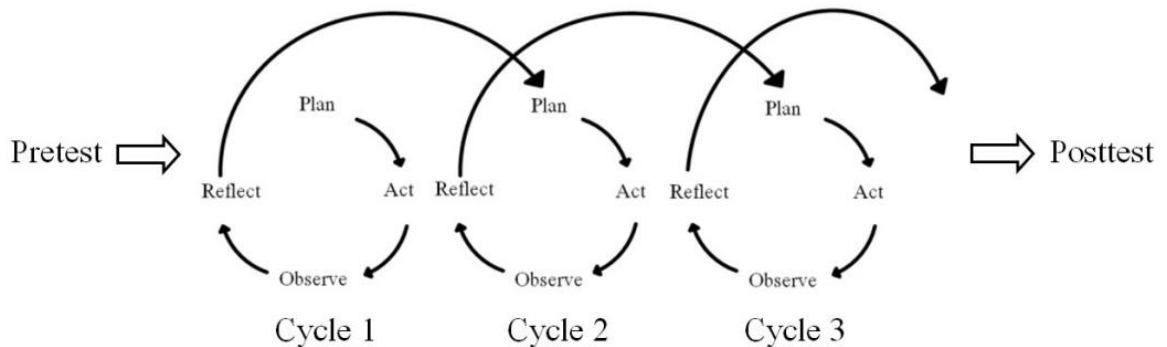 Pretest
Plan
Act
Observe
Reflect
Cycle 1
Plan
Act
Observe
Reflect
Cycle 2
Plan
Act
Observe
Reflect
Cycle 3
Posttest